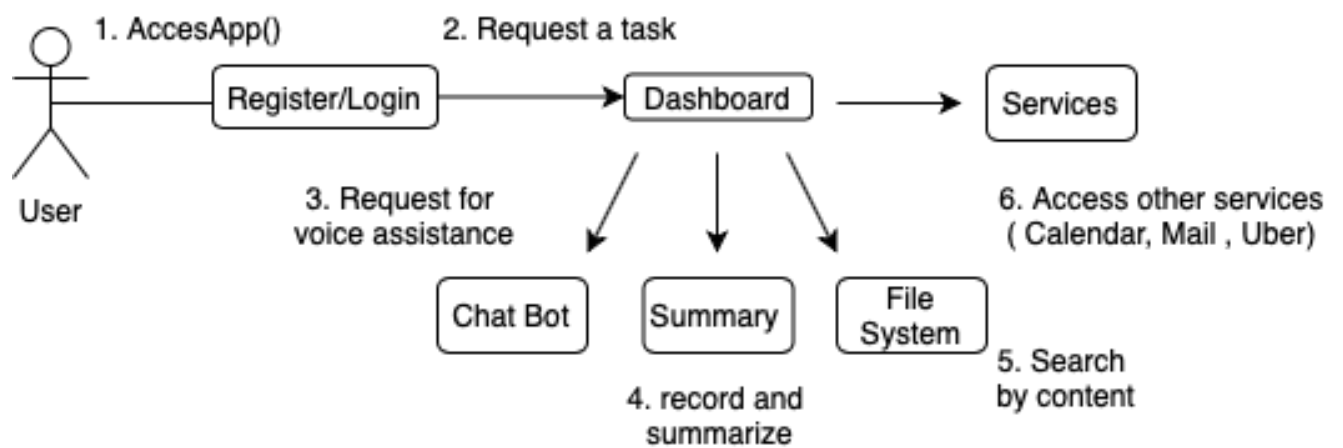 1. AccesApp()
2. Request a task
Register/Login
Dashboard
Services
User
3. Request for
voice assistance
6. Access other services
( Calendar, Mail , Uber)
Chat Bot
Summary
File
System
5. Search
by content
4. record and
summarize